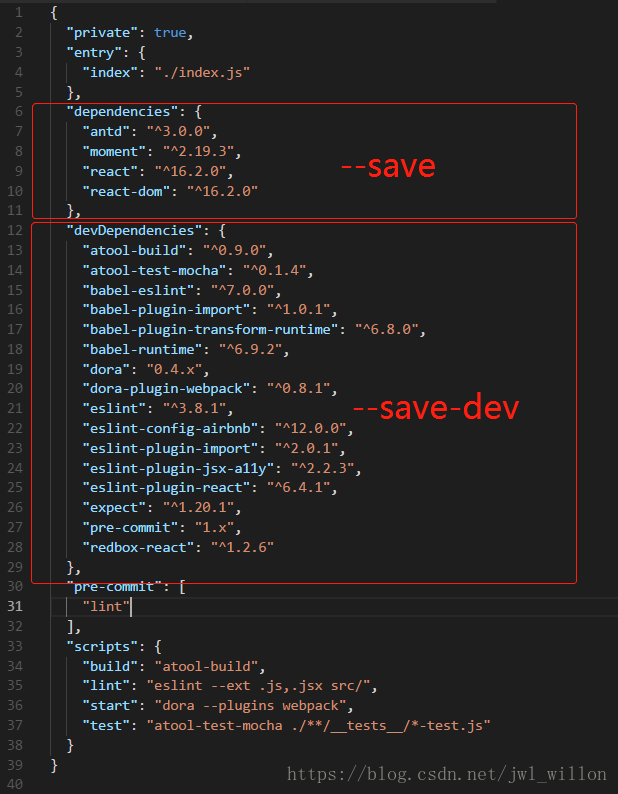 1 {
2 "private": true,
3 "entry": {
4 "index": "./index.js"
5 },
6 "dependencies": {
7 "antd": "^3.0.0",
8 "moment": "^2.19.3",
--save
9 "react": "^16.2.0",
10 "react-dom": "^16.2.0"
11 },
12 "devDependencies": {
13 "atool-build": "^0.9.0",
14 "atool-test-mocha": "^0.1.4",
15 "babel-eslint": "^7.0.0",
16 "babel-plugin-import": "^1.0.1",
17 "babel-plugin-transform-runtime": "^6.8.0",
18 "babel-runtime": "^6.9.2",
19 "dora": "0.4.x",
20 "dora-plugin-webpack": "^0.8.1",
21 "eslint": "^3.8.1",
--save-dev
22 "eslint-config-airbnb": "^12.0.0",
23 "eslint-plugin-import": "^2.0.1",
24 "eslint-plugin-jsx-a11y": "^2.2.3",
25 "eslint-plugin-react": "^6.4.1",
26 "expect": "^1.20.1",
27 "pre-commit": "1.x",
28 "redbox-react": "^1.2.6"
29 },
30 "pre-commit": [
31 "lint"
32 ],
33 "scripts": {
34 "build": "atool-build",
35 "lint": "eslint --ext .js,.jsx src/",
36 "start": "dora --plugins webpack",
37 "test": "atool-test-mocha ./**/__tests__/*-test.js"
38 }
39 }
https://blog.csdn.net/jwl_willon
40